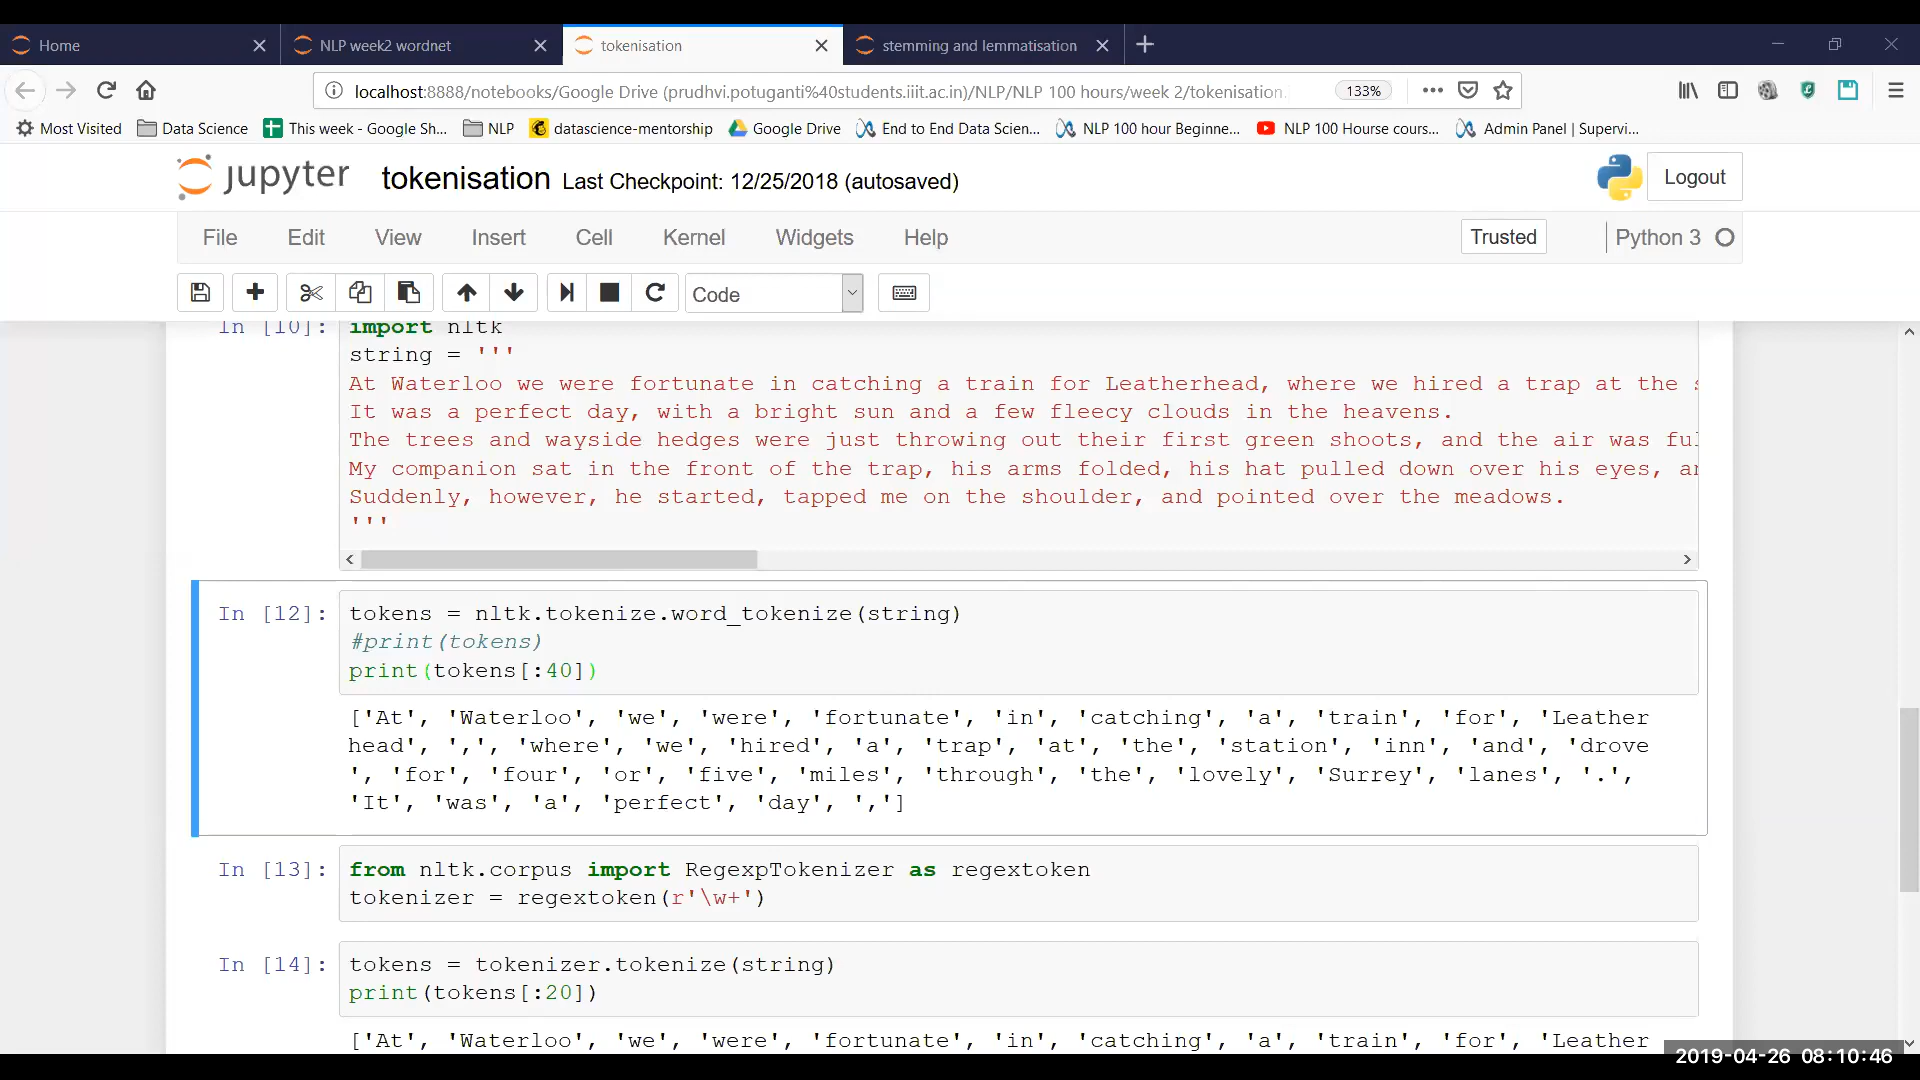 Home
NLP week2 wordnet
tokenisation
stemming and lemmatisation
localhost:8888/notebooks/Google Drive (prudhvi.potuganti%40students.iiit.ac.in)/NLP/NLP 100 hours/week 2/tokenisation.
133%
Most Visited
Data Science
This week - Google Sh...
NLP
datascience-mentorship
Google Drive
End to End Data Scien...
NLP 100 hour Beginne...
NLP 100 Hourse cours...
Admin Panel | Supervi...
jupyter
tokenisation Last Checkpoint: 12/25/2018 (autosaved)
Logout
File
Edit
View
Insert
Cell
Kernel
Widgets
Help
Trusted
Python 3
Code
In [10]:
import nltk
string = '''
At Waterloo we were fortunate in catching a train for Leatherhead, where we hired a trap at the
It was a perfect day, with a bright sun and a few fleecy clouds in the heavens.
The trees and wayside hedges were just throwing out their first green shoots, and the air was ful
My companion sat in the front of the trap, his arms folded, his hat pulled down over his eyes, an
Suddenly, however, he started, tapped me on the shoulder, and pointed over the meadows.
'''
In [12]:
tokens = nltk.tokenize.word_tokenize(string)
#print(tokens)
print(tokens[:40])
['At', 'Waterloo', 'we', 'were', 'fortunate', 'in', 'catching', 'a', 'train', 'for', 'Leather
head', ',', 'where', 'we', 'hired', 'a', 'trap', 'at', 'the', 'station', 'inn', 'and', 'drove
', 'for', 'four', 'or', 'five', 'miles', 'through', 'the', 'lovely', 'Surrey', 'lanes', '.',
'It', 'was', 'a', 'perfect', 'day', ',']
In [13]:
from nltk.corpus import RegexpTokenizer as regextoken
tokenizer = regextoken(r'\w+')
In [14]:
tokens = tokenizer.tokenize(string)
print(tokens[:20])
['At', 'Waterloo', 'we', 'were', 'fortunate', 'in', 'catching', 'a', 'train', 'for', 'Leather
2019-04-26 08:10:46